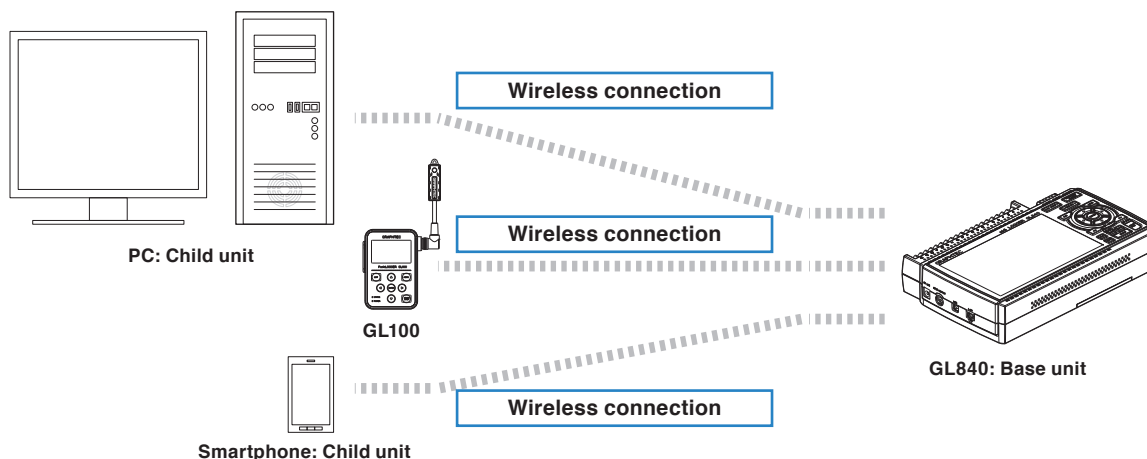 Wireless connection
PC: Child unit
Wireless connection
GL100
GL840: Base unit
Wireless connection
Smartphone: Child unit